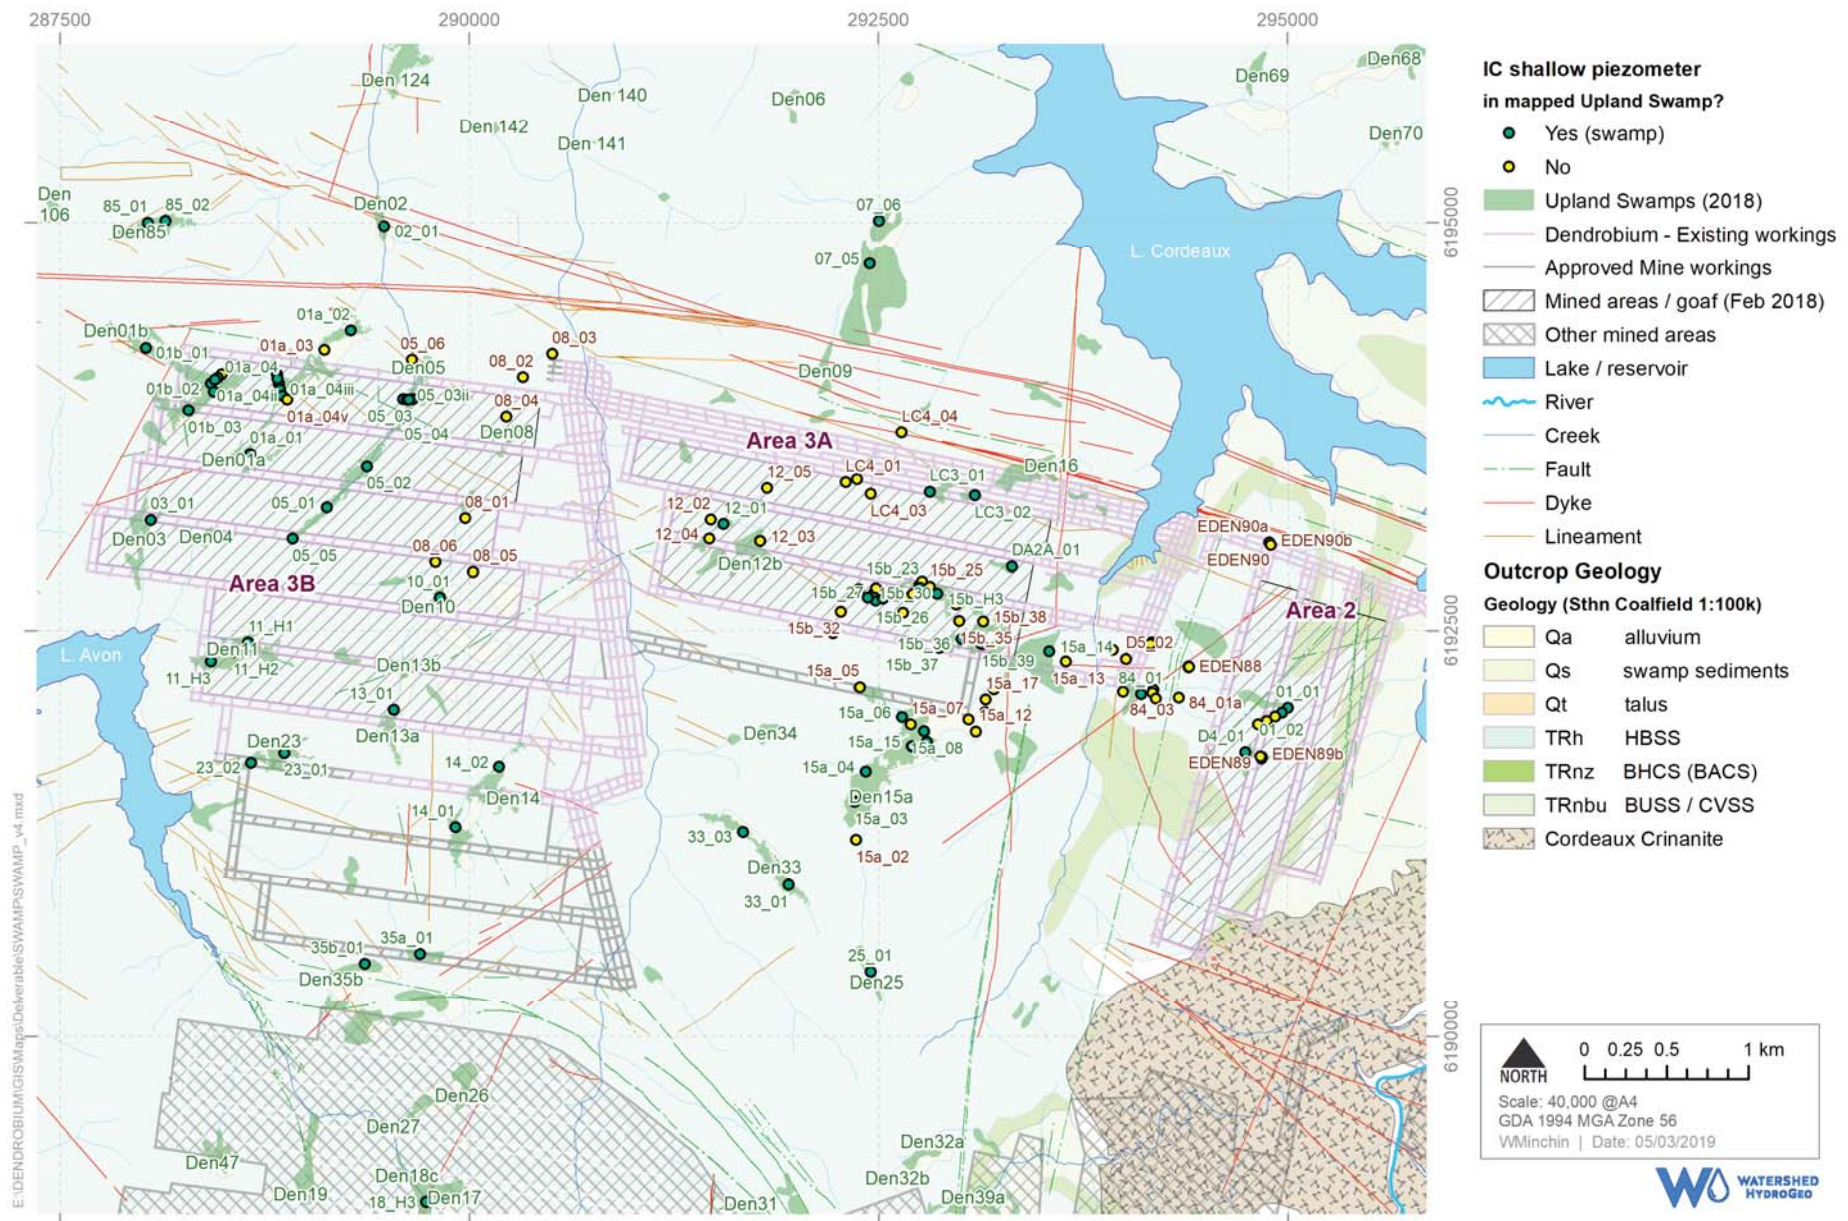 287500
290000
292500
295000
6195000
6192500
6190000
Den 124
Den 140
Den06
Den69
Den68
Den 142
Den 141
Den70
Den
106
85_01
85_02
Den85
Den02
02_01
07_06
07_05
L. Cordeaux
01a_02
Den01b
01b_01
01a_03
05_06
08_03
08_02
Den05
01a_04
01b_02
01a_04ii
01a_04iii
05_03ii
08_04
Den09
01a_04v
05_03
LC4_04
01b_03
05_04
Den08
01a_01
Area 3A
Den01a
05_02
12_05
LC4_01
LC3_01
Den16
03_01
05_01
08_01
12_02
12_01
LC4_03
LC3_02
EDEN90a
EDEN90b
Den03
Den04
05_05
12_04
12_03
DA2A_01
EDEN90
08_06
08_05
Den12b
Area 3B
10_01
Den10
15b_23
15b_25
15b_27
15b_30
15b_H3
Area 2
15b_26
15b_38
11_H1
15b_32
15b_36
15b_35
15a_14
D5_02
L. Avon
Den11
11_H2
11_H3
Den13b
15b_37
15b_39
15a_13
EDEN88
15a_05
15a_17
84_01
13_01
15a_06
15a_07
15a_12
84_03
84_01a
01_01
Den13a
Den34
15a_15
15a_08
D4_01
01_02
Den23
23_02
23_01
14_02
15a_04
EDEN89
EDEN89b
Den14
Den15a
14_01
33_03
15a_03
15a_02
Den33
33_01
35b_01
35a_01
Den35b
25_01
Den25
Den26
Den27
Den47
Den32a
Den18c
Den32b
Den19
18_H3
Den17
Den31
Den39a
E:\DENDROBIUM\GIS\Maps\Delverable\SWAMP\SWAMP_v4.mxd
IC shallow piezometer
in mapped Upland Swamp?
Yes (swamp)
No
Upland Swamps (2018)
Dendrobium - Existing workings
Approved Mine workings
Mined areas / goaf (Feb 2018)
Other mined areas
Lake / reservoir
River
Creek
Fault
Dyke
Lineament
Outcrop Geology
Geology (Sthn Coalfield 1:100k)
Qa alluvium
Qs swamp sediments
Qt talus
TRh HBSS
TRnz BHCS (BACS)
TRnbu BUSS / CVSS
Cordeaux Crinanite
NORTH
0 0.25 0.5 1 km
Scale: 40,000 @A4
GDA 1994 MGA Zone 56
WMinchin | Date: 05/03/2019
WATERSHED
HYDROGEO